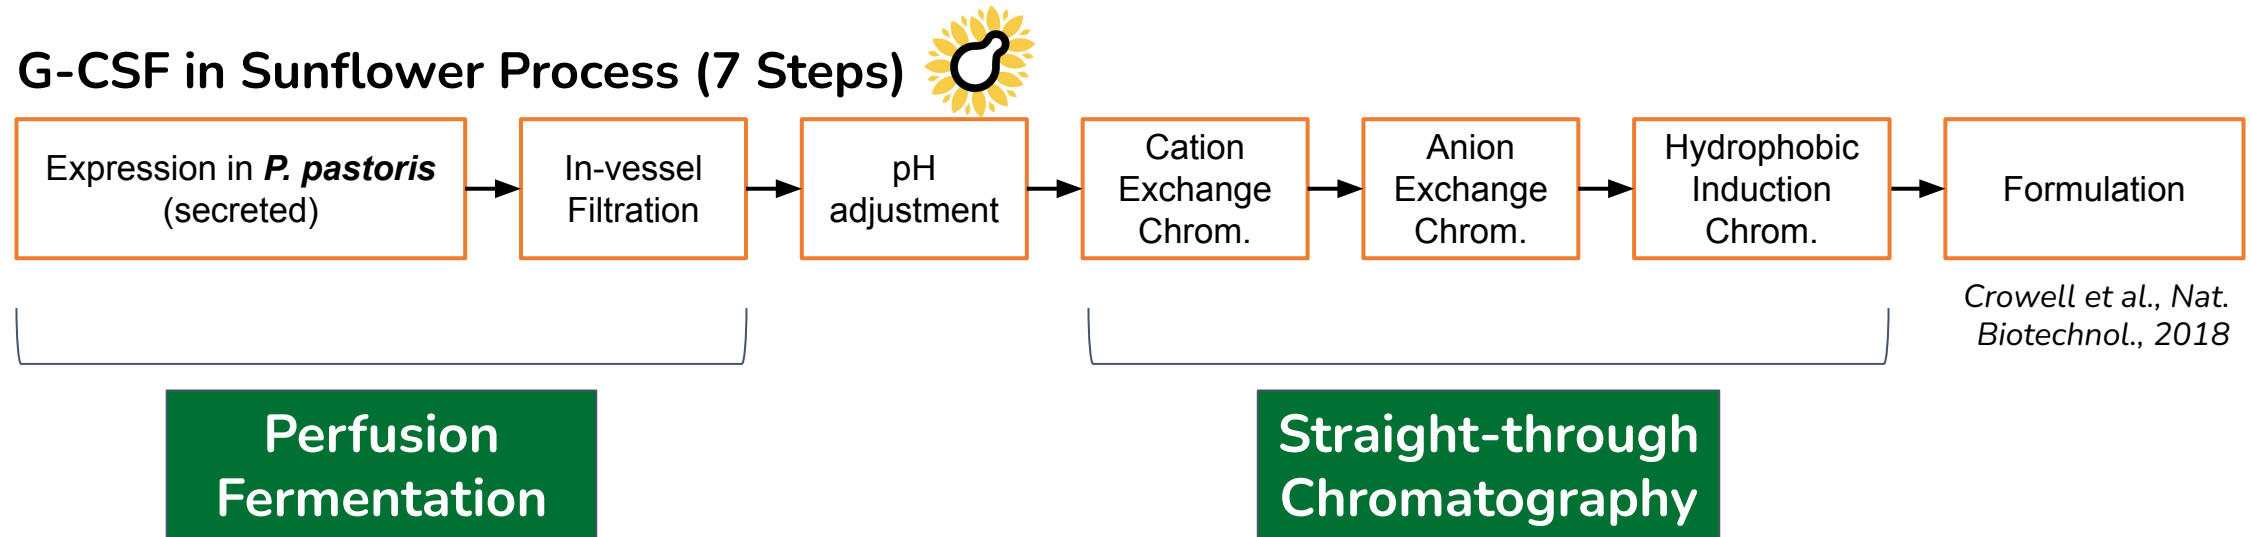 G-CSF in Sunflower Process (7 Steps)
Expression in P. pastoris
(secreted)
In-vessel
Filtration
pH
adjustment
Cation
Exchange
Chrom.
Anion
Exchange
Chrom.
Hydrophobic
Induction
Chrom.
Formulation
Crowell et al., Nat.
Biotechnol., 2018
Perfusion
Fermentation
Straight-through
Chromatography